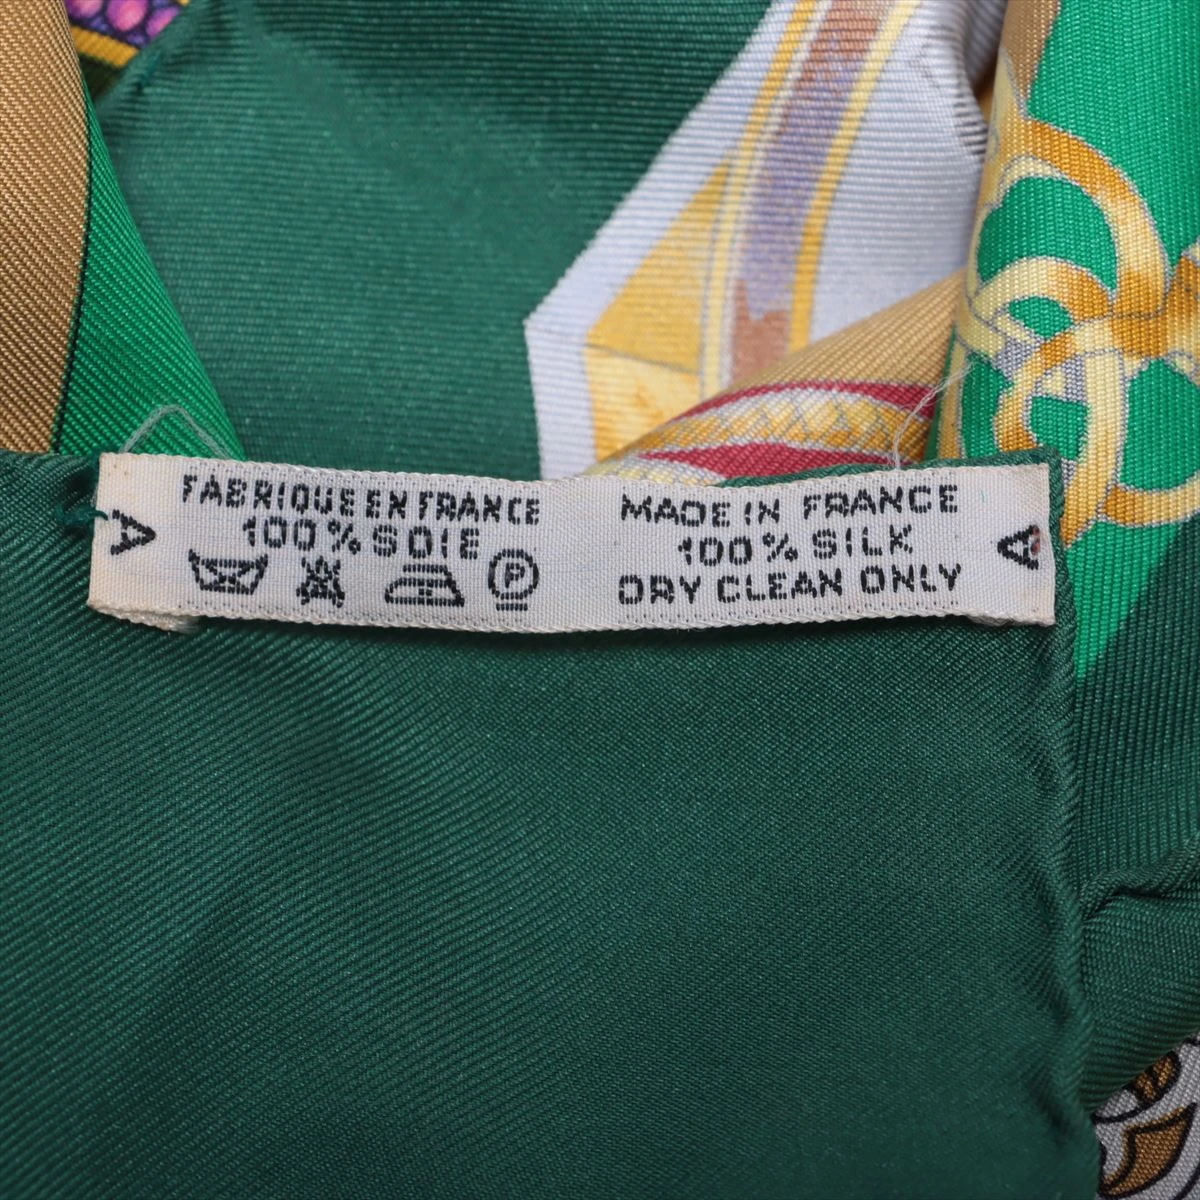 A
FABRIQUE EN FRANCE
100% SOIE
P
MADE IN FRANCE
100% SILK
DRY CLEAN ONLY
A